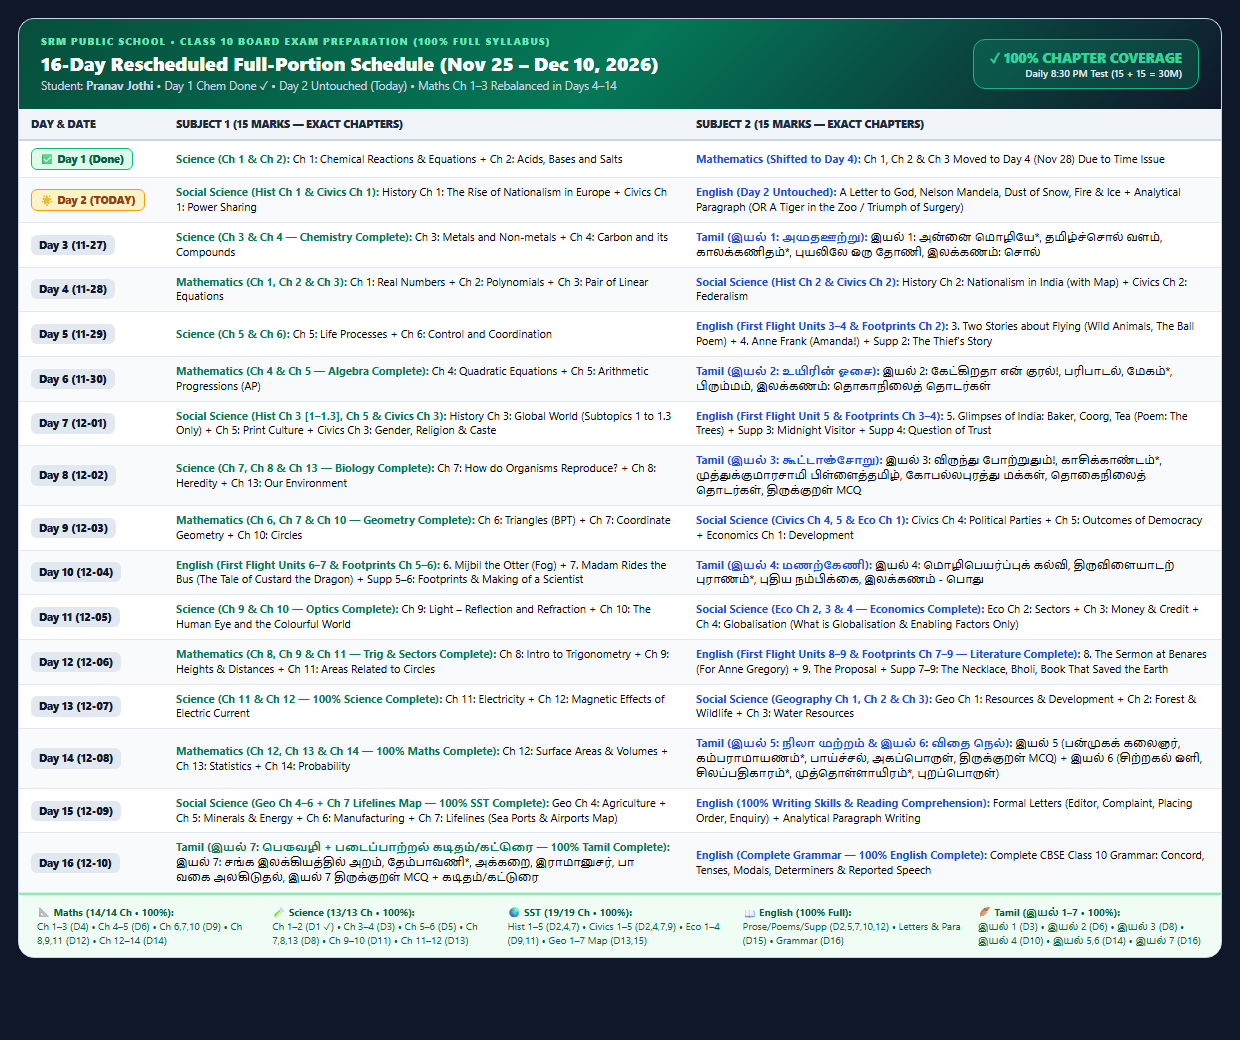 SRM PUBLIC SCHOOL • CLASS 10 BOARD EXAM PREPARATION (100% FULL SYLLABUS)
16-Day Rescheduled Full-Portion Schedule (Nov 25 – Dec 10, 2026)
Student: Pranav Jothi • Day 1 Chem Done ✓ • Day 2 Untouched (Today) • Maths Ch 1–3 Rebalanced in Days 4–14
✓ 100% CHAPTER COVERAGE
Daily 8:30 PM Test (15 + 15 = 30M)
DAY & DATE
SUBJECT 1 (15 MARKS — EXACT CHAPTERS)
SUBJECT 2 (15 MARKS — EXACT CHAPTERS)
✅ Day 1 (Done)
Science (Ch 1 & Ch 2): Ch 1: Chemical Reactions & Equations + Ch 2: Acids, Bases and Salts
Mathematics (Shifted to Day 4): Ch 1, Ch 2 & Ch 3 Moved to Day 4 (Nov 28) Due to Time Issue
☀️ Day 2 (TODAY)
Social Science (Hist Ch 1 & Civics Ch 1): History Ch 1: The Rise of Nationalism in Europe + Civics Ch
1: Power Sharing
English (Day 2 Untouched): A Letter to God, Nelson Mandela, Dust of Snow, Fire & Ice + Analytical
Paragraph (OR A Tiger in the Zoo / Triumph of Surgery)
Day 3 (11-27)
Science (Ch 3 & Ch 4 — Chemistry Complete): Ch 3: Metals and Non-metals + Ch 4: Carbon and its
Compounds
Tamil (இயல் 1: அமுதஊற்று): இயல் 1: அன்னை மொழியே*, தமிழ்ச்சொல் வளம்,
காலக்கணிதம்*, புயலிலே ஒரு தோணி, இலக்கணம்: சொல்
Day 4 (11-28)
Mathematics (Ch 1, Ch 2 & Ch 3): Ch 1: Real Numbers + Ch 2: Polynomials + Ch 3: Pair of Linear
Equations
Social Science (Hist Ch 2 & Civics Ch 2): History Ch 2: Nationalism in India (with Map) + Civics Ch 2:
Federalism
Day 5 (11-29)
Science (Ch 5 & Ch 6): Ch 5: Life Processes + Ch 6: Control and Coordination
English (First Flight Units 3–4 & Footprints Ch 2): 3. Two Stories about Flying (Wild Animals, The Ball
Poem) + 4. Anne Frank (Amanda!) + Supp 2: The Thief's Story
Day 6 (11-30)
Mathematics (Ch 4 & Ch 5 — Algebra Complete): Ch 4: Quadratic Equations + Ch 5: Arithmetic
Progressions (AP)
Tamil (இயல் 2: உயிரின் ஓசை): இயல் 2: கேட்கிறதா என் குரல்!, பரிபாடல், மேகம்*,
பிரும்மம், இலக்கணம்: தொகாநிலைத் தொடர்கள்
Day 7 (12-01)
Social Science (Hist Ch 3 [1–1.3], Ch 5 & Civics Ch 3): History Ch 3: Global World (Subtopics 1 to 1.3
Only) + Ch 5: Print Culture + Civics Ch 3: Gender, Religion & Caste
English (First Flight Unit 5 & Footprints Ch 3–4): 5. Glimpses of India: Baker, Coorg, Tea (Poem: The
Trees) + Supp 3: Midnight Visitor + Supp 4: Question of Trust
Day 8 (12-02)
Science (Ch 7, Ch 8 & Ch 13 — Biology Complete): Ch 7: How do Organisms Reproduce? + Ch 8:
Heredity + Ch 13: Our Environment
Tamil (இயல் 3: கூட்டாஞ்சோறு): இயல் 3: விருந்து போற்றுதும்!, காசிக்காண்டம்*,
முத்துக்குமாரசாமி பிள்ளைத்தமிழ், கோபல்லபுரத்து மக்கள், தொகைநிலைத்
தொடர்கள், திருக்குறள் MCQ
Day 9 (12-03)
Mathematics (Ch 6, Ch 7 & Ch 10 — Geometry Complete): Ch 6: Triangles (BPT) + Ch 7: Coordinate
Geometry + Ch 10: Circles
Social Science (Civics Ch 4, 5 & Eco Ch 1): Civics Ch 4: Political Parties + Ch 5: Outcomes of Democracy
+ Economics Ch 1: Development
Day 10 (12-04)
English (First Flight Units 6–7 & Footprints Ch 5–6): 6. Mijbil the Otter (Fog) + 7. Madam Rides the
Bus (The Tale of Custard the Dragon) + Supp 5–6: Footprints & Making of a Scientist
Tamil (இயல் 4: மணற்கேணி): இயல் 4: மொழிபெயர்ப்புக் கல்வி, திருவிளையாடற்
புராணம்*, புதிய நம்பிக்கை, இலக்கணம் - பொது
Day 11 (12-05)
Science (Ch 9 & Ch 10 — Optics Complete): Ch 9: Light – Reflection and Refraction + Ch 10: The
Human Eye and the Colourful World
Social Science (Eco Ch 2, 3 & 4 — Economics Complete): Eco Ch 2: Sectors + Ch 3: Money & Credit +
Ch 4: Globalisation (What is Globalisation & Enabling Factors Only)
Day 12 (12-06)
Mathematics (Ch 8, Ch 9 & Ch 11 — Trig & Sectors Complete): Ch 8: Intro to Trigonometry + Ch 9:
Heights & Distances + Ch 11: Areas Related to Circles
English (First Flight Units 8–9 & Footprints Ch 7–9 — Literature Complete): 8. The Sermon at Benares
(For Anne Gregory) + 9. The Proposal + Supp 7–9: The Necklace, Bholi, Book That Saved the Earth
Day 13 (12-07)
Science (Ch 11 & Ch 12 — 100% Science Complete): Ch 11: Electricity + Ch 12: Magnetic Effects of
Electric Current
Social Science (Geography Ch 1, Ch 2 & Ch 3): Geo Ch 1: Resources & Development + Ch 2: Forest &
Wildlife + Ch 3: Water Resources
Day 14 (12-08)
Mathematics (Ch 12, Ch 13 & Ch 14 — 100% Maths Complete): Ch 12: Surface Areas & Volumes +
Ch 13: Statistics + Ch 14: Probability
Tamil (இயல் 5: நிலா முற்றம் & இயல் 6: விதை நெல்): இயல் 5 (பன்முகக் கலைஞர்,
கம்பராமாயணம்*, பாய்ச்சல், அகப்பொருள், திருக்குறள் MCQ) + இயல் 6 (சிற்றகல் ஒளி,
சிலப்பதிகாரம்*, முத்தொள்ளாயிரம்*, புறப்பொருள்)
Day 15 (12-09)
Social Science (Geo Ch 4–6 + Ch 7 Lifelines Map — 100% SST Complete): Geo Ch 4: Agriculture +
Ch 5: Minerals & Energy + Ch 6: Manufacturing + Ch 7: Lifelines (Sea Ports & Airports Map)
English (100% Writing Skills & Reading Comprehension): Formal Letters (Editor, Complaint, Placing
Order, Enquiry) + Analytical Paragraph Writing
Day 16 (12-10)
Tamil (இயல் 7: பெருவழி + படைப்பாற்றல் கடிதம்/கட்டுரை — 100% Tamil Complete):
இயல் 7: சங்க இலக்கியத்தில் அறம், தேம்பாவணி*, அக்கறை, இராமானுசர், பா
வகை அலகிடுதல், இயல் 7 திருக்குறள் MCQ + கடிதம்/கட்டுரை
English (Complete Grammar — 100% English Complete): Complete CBSE Class 10 Grammar: Concord,
Tenses, Modals, Determiners & Reported Speech
📐 Maths (14/14 Ch • 100%):
Ch 1–3 (D4) • Ch 4–5 (D6) • Ch 6,7,10 (D9) • Ch
8,9,11 (D12) • Ch 12–14 (D14)
🧪 Science (13/13 Ch • 100%):
Ch 1–2 (D1 ✓) • Ch 3–4 (D3) • Ch 5–6 (D5) • Ch
7,8,13 (D8) • Ch 9–10 (D11) • Ch 11–12 (D13)
🌍 SST (19/19 Ch • 100%):
Hist 1–5 (D2,4,7) • Civics 1–5 (D2,4,7,9) • Eco 1–4
(D9,11) • Geo 1–7 Map (D13,15)
📖 English (100% Full):
Prose/Poems/Supp (D2,5,7,10,12) • Letters & Para
(D15) • Grammar (D16)
🪶 Tamil (இயல் 1–7 • 100%):
இயல் 1 (D3) • இயல் 2 (D6) • இயல் 3 (D8) •
இயல் 4 (D10) • இயல் 5,6 (D14) • இயல் 7 (D16)